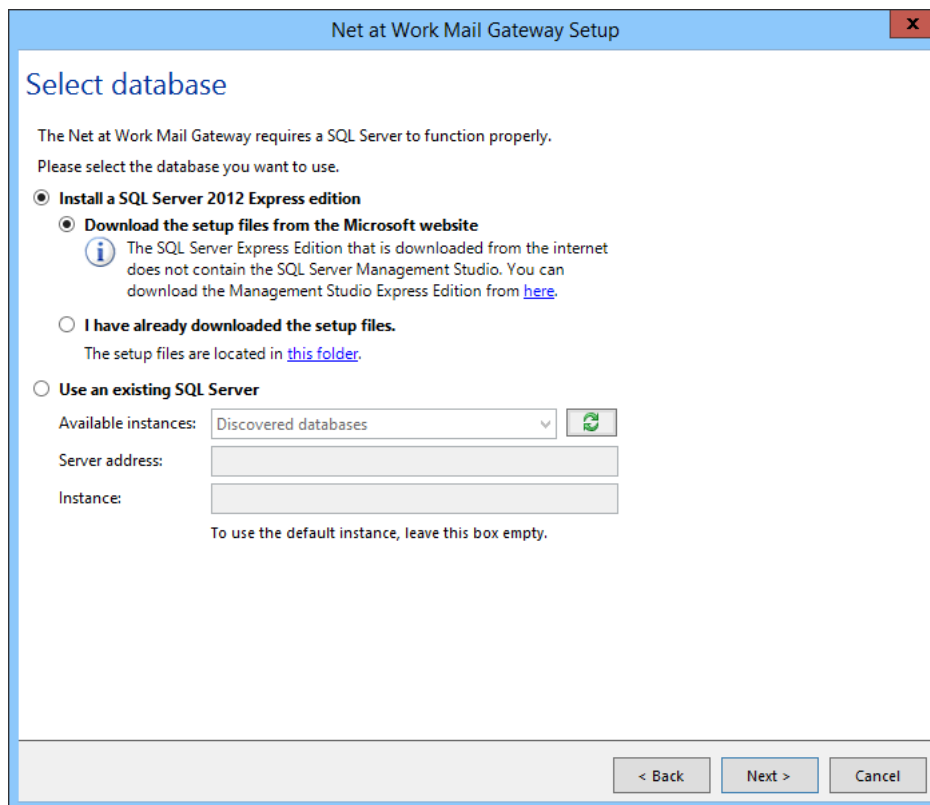 Net at Work Mail Gateway Setup
x
Select database
The Net at Work Mail Gateway requires a SQL Server to function properly.
Please select the database you want to use.
Install a SQL Server 2012 Express edition
Download the setup files from the Microsoft website
The SQL Server Express Edition that is downloaded from the internet
does not contain the SQL Server Management Studio. You can
download the Management Studio Express Edition from here.
I have already downloaded the setup files.
The setup files are located in this folder.
Use an existing SQL Server
Available instances: Discovered databases
Server address:
Instance:
To use the default instance, leave this box empty.
< Back Next > Cancel